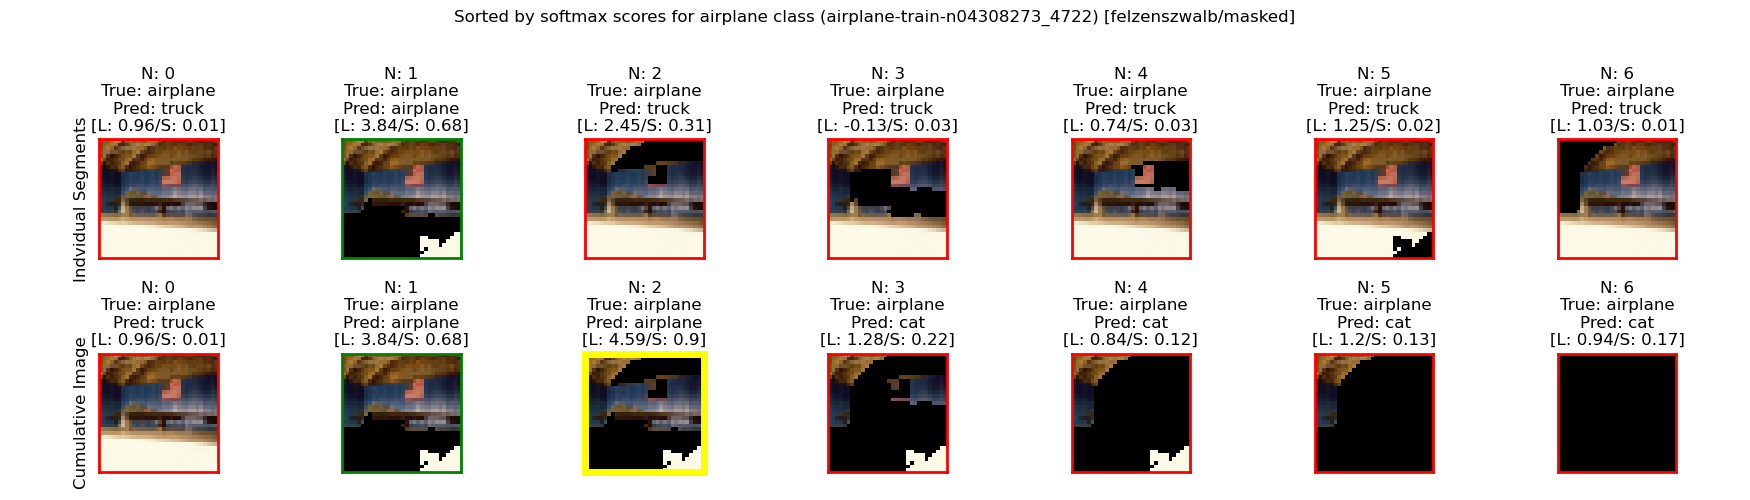 Sorted by softmax scores for airplane class (airplane-train-n04308273_4722) [felzenszwalb/masked]
Indvidual Segments
N: 0
True: airplane
Pred: truck
[L: 0.96/S: 0.01]
N: 1
True: airplane
Pred: airplane
[L: 3.84/S: 0.68]
N: 2
True: airplane
Pred: truck
[L: 2.45/S: 0.31]
N: 3
True: airplane
Pred: truck
[L: -0.13/S: 0.03]
N: 4
True: airplane
Pred: truck
[L: 0.74/S: 0.03]
N: 5
True: airplane
Pred: truck
[L: 1.25/S: 0.02]
N: 6
True: airplane
Pred: truck
[L: 1.03/S: 0.01]
Cumulative Image
N: 0
True: airplane
Pred: truck
[L: 0.96/S: 0.01]
N: 1
True: airplane
Pred: airplane
[L: 3.84/S: 0.68]
N: 2
True: airplane
Pred: airplane
[L: 4.59/S: 0.9]
N: 3
True: airplane
Pred: cat
[L: 1.28/S: 0.22]
N: 4
True: airplane
Pred: cat
[L: 0.84/S: 0.12]
N: 5
True: airplane
Pred: cat
[L: 1.2/S: 0.13]
N: 6
True: airplane
Pred: cat
[L: 0.94/S: 0.17]